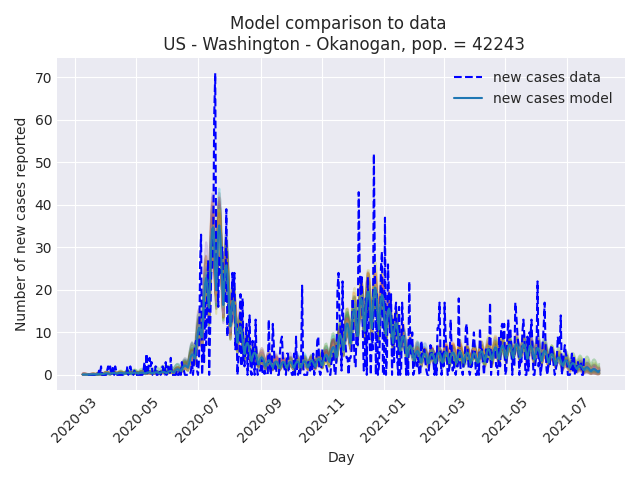 Model comparison to data
US - Washington - Okanogan, pop. = 42243
new cases data
new cases model
Number of new cases reported
70
60
50
40
30
20
10
0
2020-03
2020-05
2020-07
2020-09
2020-11
2021-01
2021-03
2021-05
2021-07
Day